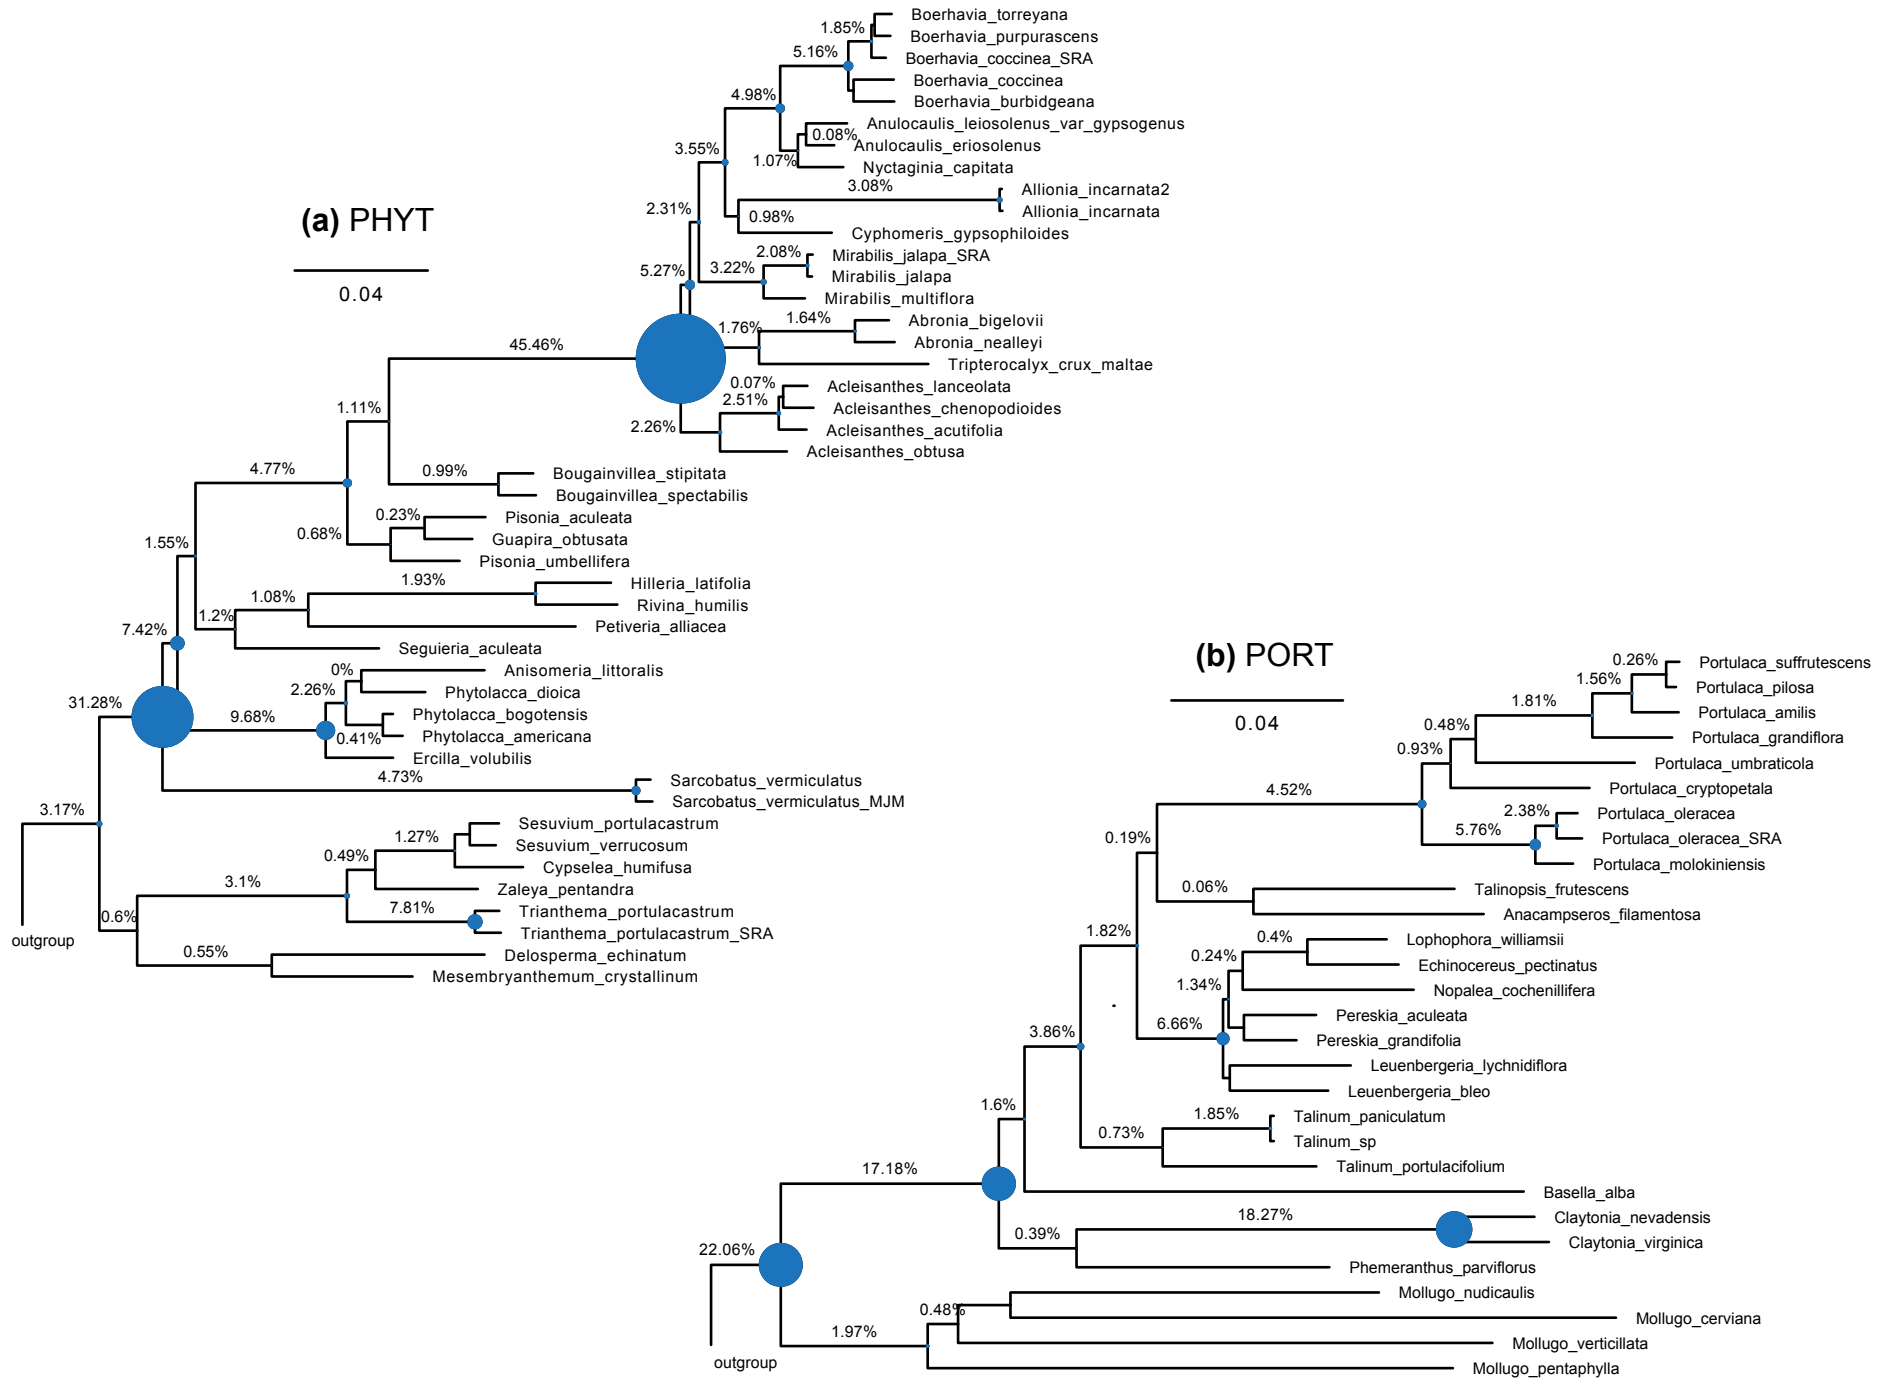 (a) PHYT
0.04
Boerhavia_torreyana
1.85%
Boerhavia_purpurascens
5.16%
Boerhavia_coccinea_SRA
Boerhavia_coccinea
4.98%
Boerhavia_burbidgeana
Anulocaulis_leiosolenus_var_gypsogenus
0.08%
Anulocaulis_eriosolenus
3.55%
1.07%
Nyctaginia_capitata
3.08%
Allionia_incarnata2
Allionia_incarnata
2.31%
0.98%
Cyphomeris_gypsophiloides
2.08%
Mirabilis_jalapa_SRA
5.27%
3.22%
Mirabilis_jalapa
Mirabilis_multiflora
1.76%
1.64%
Abronia_bigelovii
Abronia_nealleyi
45.46%
Tripterocalyx_crux_maltae
0.07%
Acleisanthes_lanceolata
2.51%
Acleisanthes_chenopodioides
1.11%
2.26%
Acleisanthes_acutifolia
Acleisanthes_obtusa
4.77%
0.99%
Bougainvillea_stipitata
Bougainvillea_spectabilis
0.23%
Pisonia_aculeata
0.68%
Guapira_obtusata
1.55%
Pisonia_umbellifera
1.93%
Hilleria_latifolia
1.08%
Rivina_humilis
1.2%
7.42%
Petiveria_alliacea
Seguieria_aculeata
0%
Anisomeria_littoralis
2.26%
Phytolacca_dioica
31.28%
9.68%
Phytolacca_bogotensis
0.41%
Phytolacca_americana
Ercilla_volubilis
4.73%
Sarcobatus_vermiculatus
Sarcobatus_vermiculatus_MJM
3.17%
Sesuvium_portulacastrum
1.27%
Sesuvium_verrucosum
0.49%
Cypselea_humifusa
3.1%
Zaleya_pentandra
0.6%
7.81%
Trianthema_portulacastrum
outgroup
Trianthema_portulacastrum_SRA
0.55%
Delosperma_echinatum
Mesembryanthemum_crystallinum
(b) PORT
0.04
0.26%
Portulaca_suffrutescens
1.56%
Portulaca_pilosa
1.81%
Portulaca_amilis
0.48%
Portulaca_grandiflora
0.93%
Portulaca_umbraticola
4.52%
Portulaca_cryptopetala
2.38%
Portulaca_oleracea
5.76%
Portulaca_oleracea_SRA
0.19%
Portulaca_molokiniensis
0.06%
Talinopsis_frutescens
Anacampseros_filamentosa
1.82%
0.4%
Lophophora_williamsii
0.24%
Echinocereus_pectinatus
1.34%
Nopalea_cochenillifera
6.66%
Pereskia_aculeata
3.86%
Pereskia_grandifolia
Leuenbergeria_lychnidiflora
Leuenbergeria_bleo
1.6%
1.85%
Talinum_paniculatum
0.73%
Talinum_sp
Talinum_portulacifolium
17.18%
Basella_alba
18.27%
Claytonia_nevadensis
0.39%
Claytonia_virginica
22.06%
Phemeranthus_parviflorus
Mollugo_nudicaulis
0.48%
Mollugo_cerviana
1.97%
Mollugo_verticillata
outgroup
Mollugo_pentaphylla